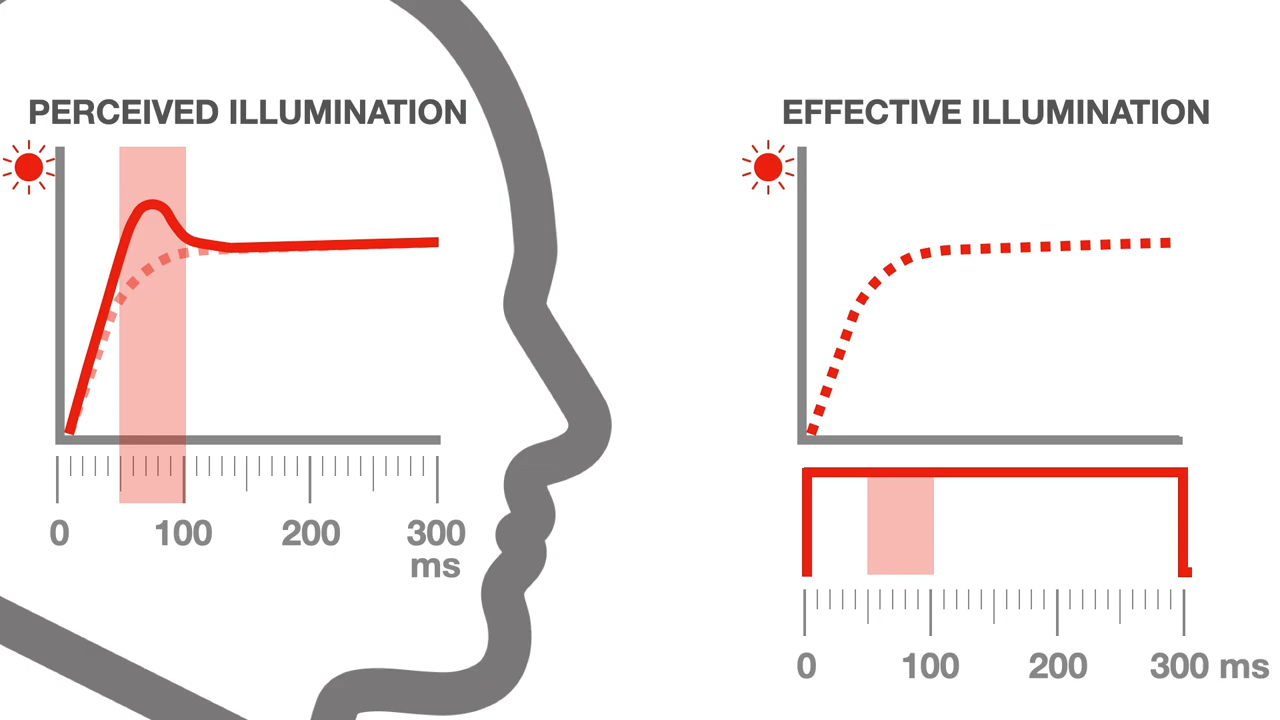 PERCEIVED ILLUMINATION
0 100 200 300
ms
EFFECTIVE ILLUMINATION
0 100 200 300 ms